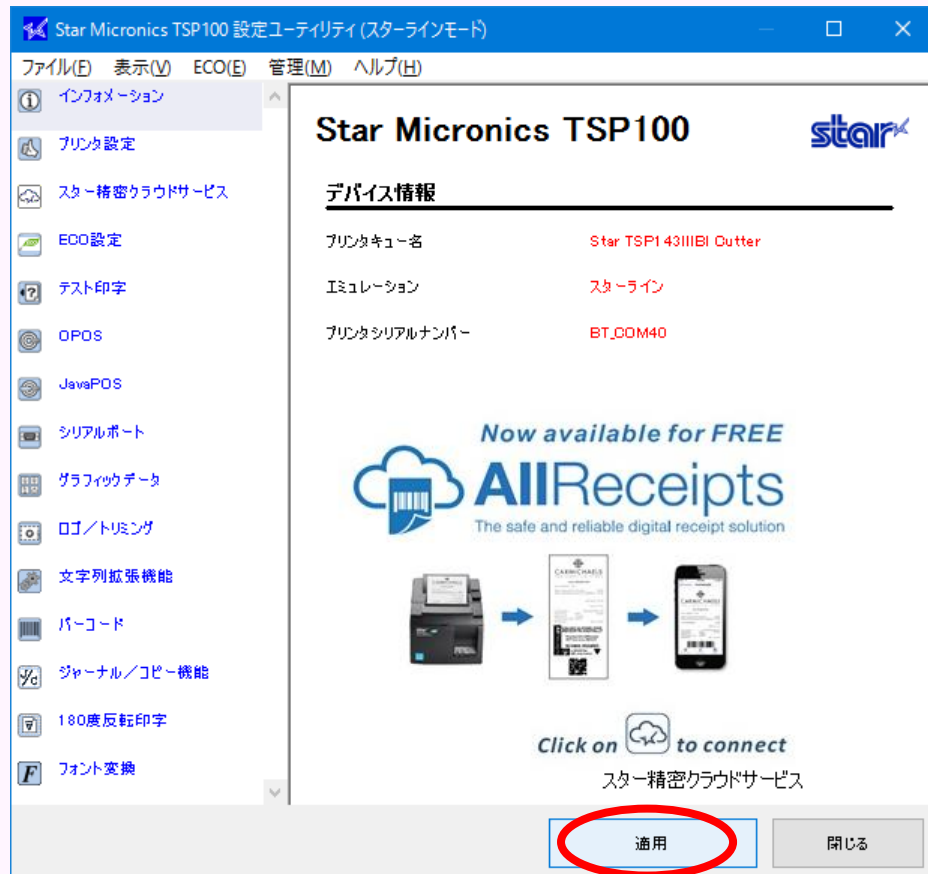 Star Micronics TSP100 設定ユーティリティ (スターラインモード)
ファイル(F) 表示(V) ECO(E) 管理(M) ヘルプ(H)
インフォメーション
プリンタ設定
スター精密クラウドサービス
ECO設定
テスト印字
OPOS
JavaPOS
シリアルポート
グラフィックデータ
ロゴ/トリミング
文字列拡張機能
バーコード
ジャーナル/コピー機能
180度反転印字
フォント変換
Star Micronics TSP100
star
デバイス情報
プリンタキュー名 Star TSP143IIIBI Cutter
エミュレーション スターライン
プリンタシリアルナンバー BT_COM40
Now available for FREE
AllReceipts
The safe and reliable digital receipt solution
CARMICHAELS
CARMICHAELS
Click on to connect
スター精密クラウドサービス
適用 閉じる